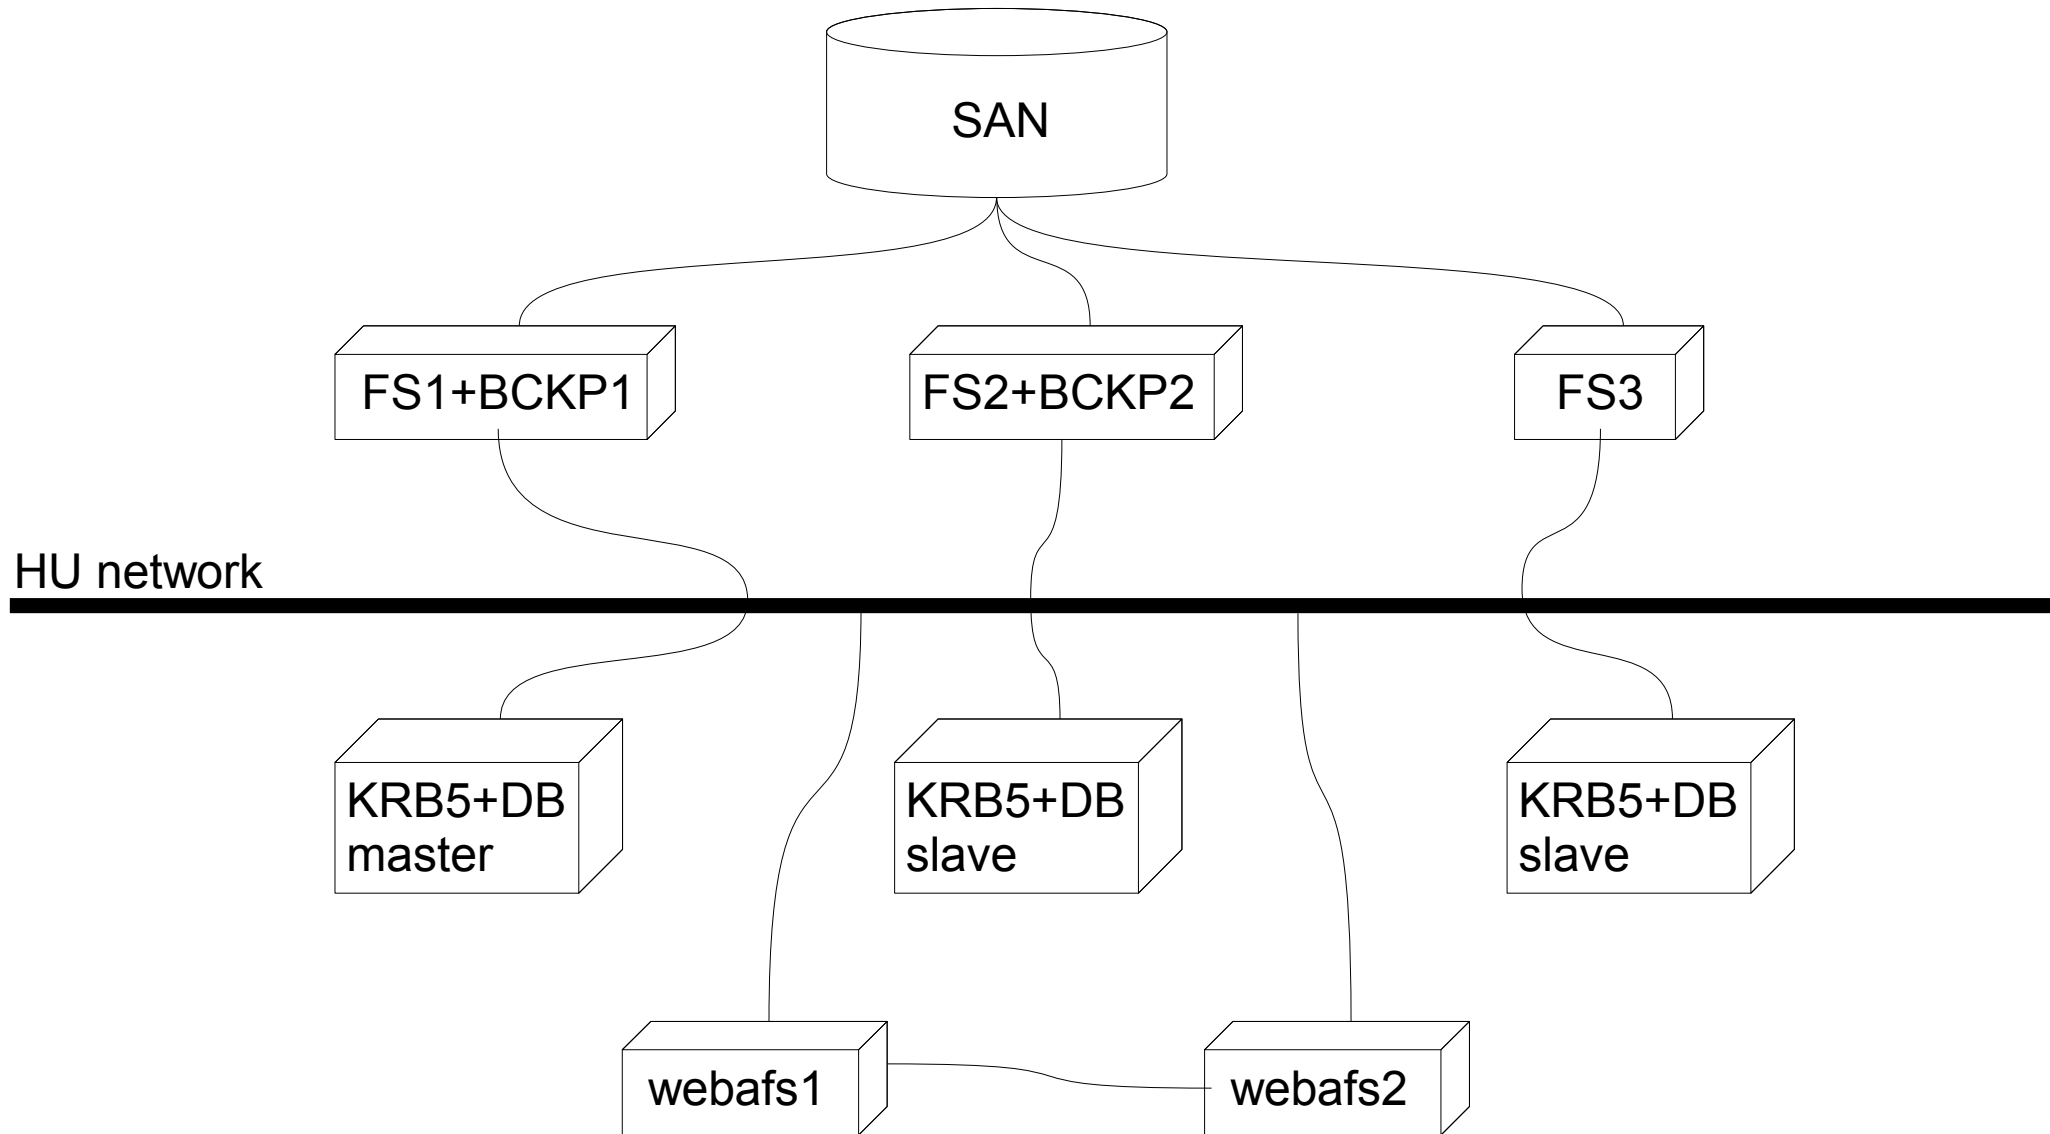 SAN
FS1+BCKP1
FS2+BCKP2
FS3
HU network
KRB5+DB
master
KRB5+DB
slave
KRB5+DB
slave
webafs1
webafs2